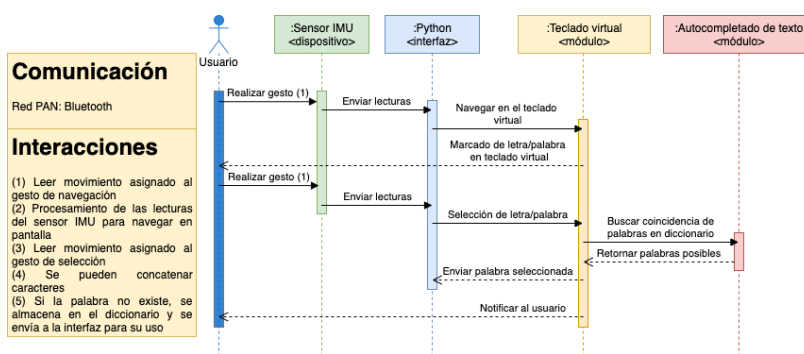 :Sensor IMU
<dispositivo>
:Python
<interfaz>
:Teclado virtual
<módulo>
:Autocompletado de texto
<módulo>
Usuario
Comunicación
Red PAN: Bluetooth
Interacciones
(1) Leer movimiento asignado al
gesto de navegación
(2) Procesamiento de las lecturas
del sensor IMU para navegar en
pantalla
(3) Leer movimiento asignado al
gesto de selección
(4) Se pueden concatenar
caracteres
(5) Si la palabra no existe, se
almacena en el diccionario y se
envía a la interfaz para su uso
Realizar gesto (1)
Enviar lecturas
Navegar en el teclado
virtual
Marcado de letra/palabra
en teclado virtual
Realizar gesto (1)
Enviar lecturas
Selección de letra/palabra
Buscar coincidencia de
palabras en diccionario
Retornar palabras posibles
Enviar palabra seleccionada
Notificar al usuario